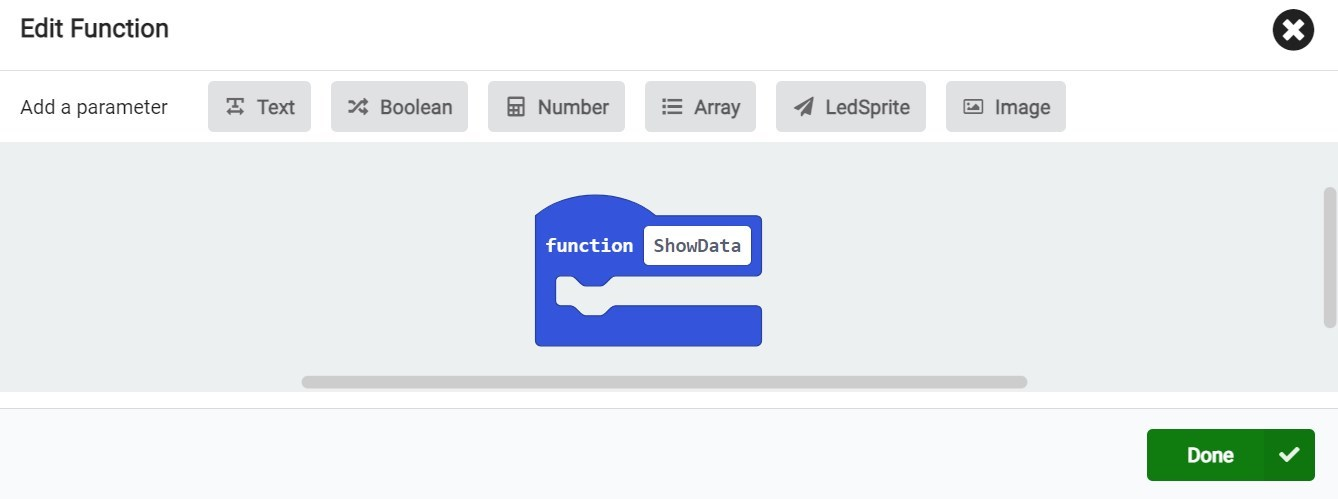 Edit Function
Add a parameter Text Boolean Number Array LedSprite Image
function ShowData
Done